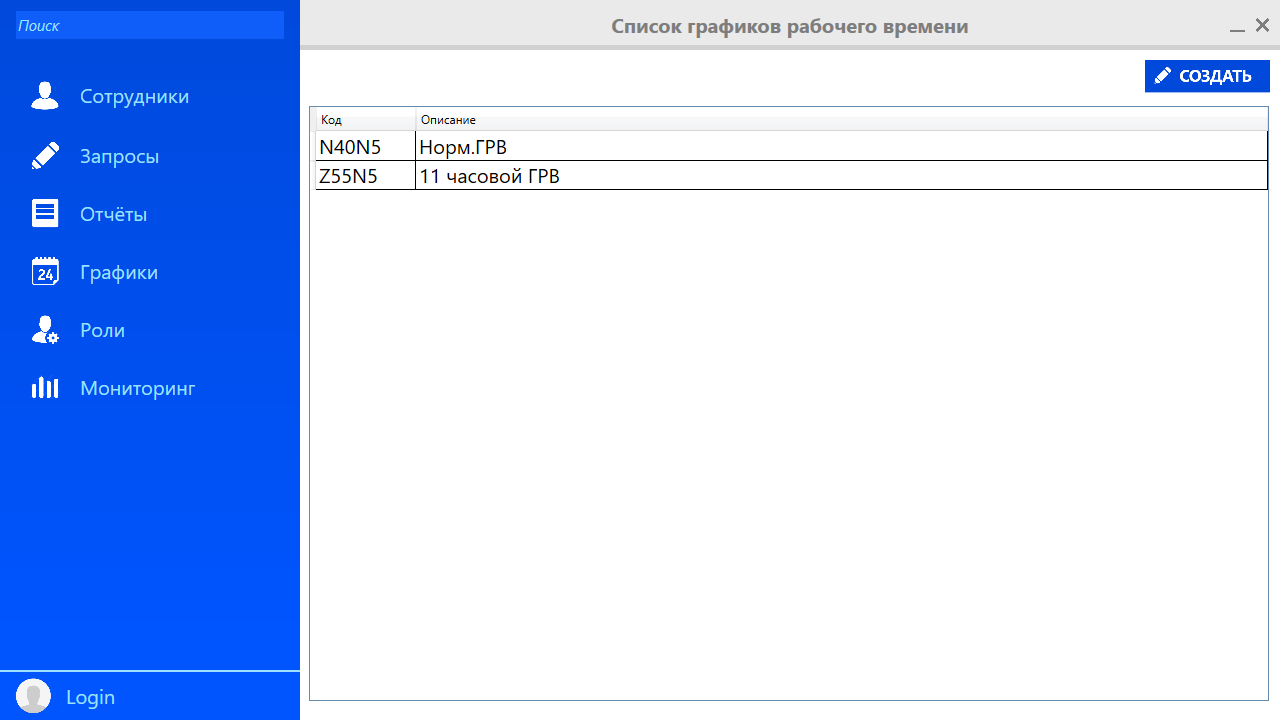 Поиск
Сотрудники
Запросы
Отчёты
24
Графики
Роли
Мониторинг
Login
Список графиков рабочего времени
СОЗДАТЬ
Код Описание
N40N5 Норм.ГРВ
Z55N5 11 часовой ГРВ